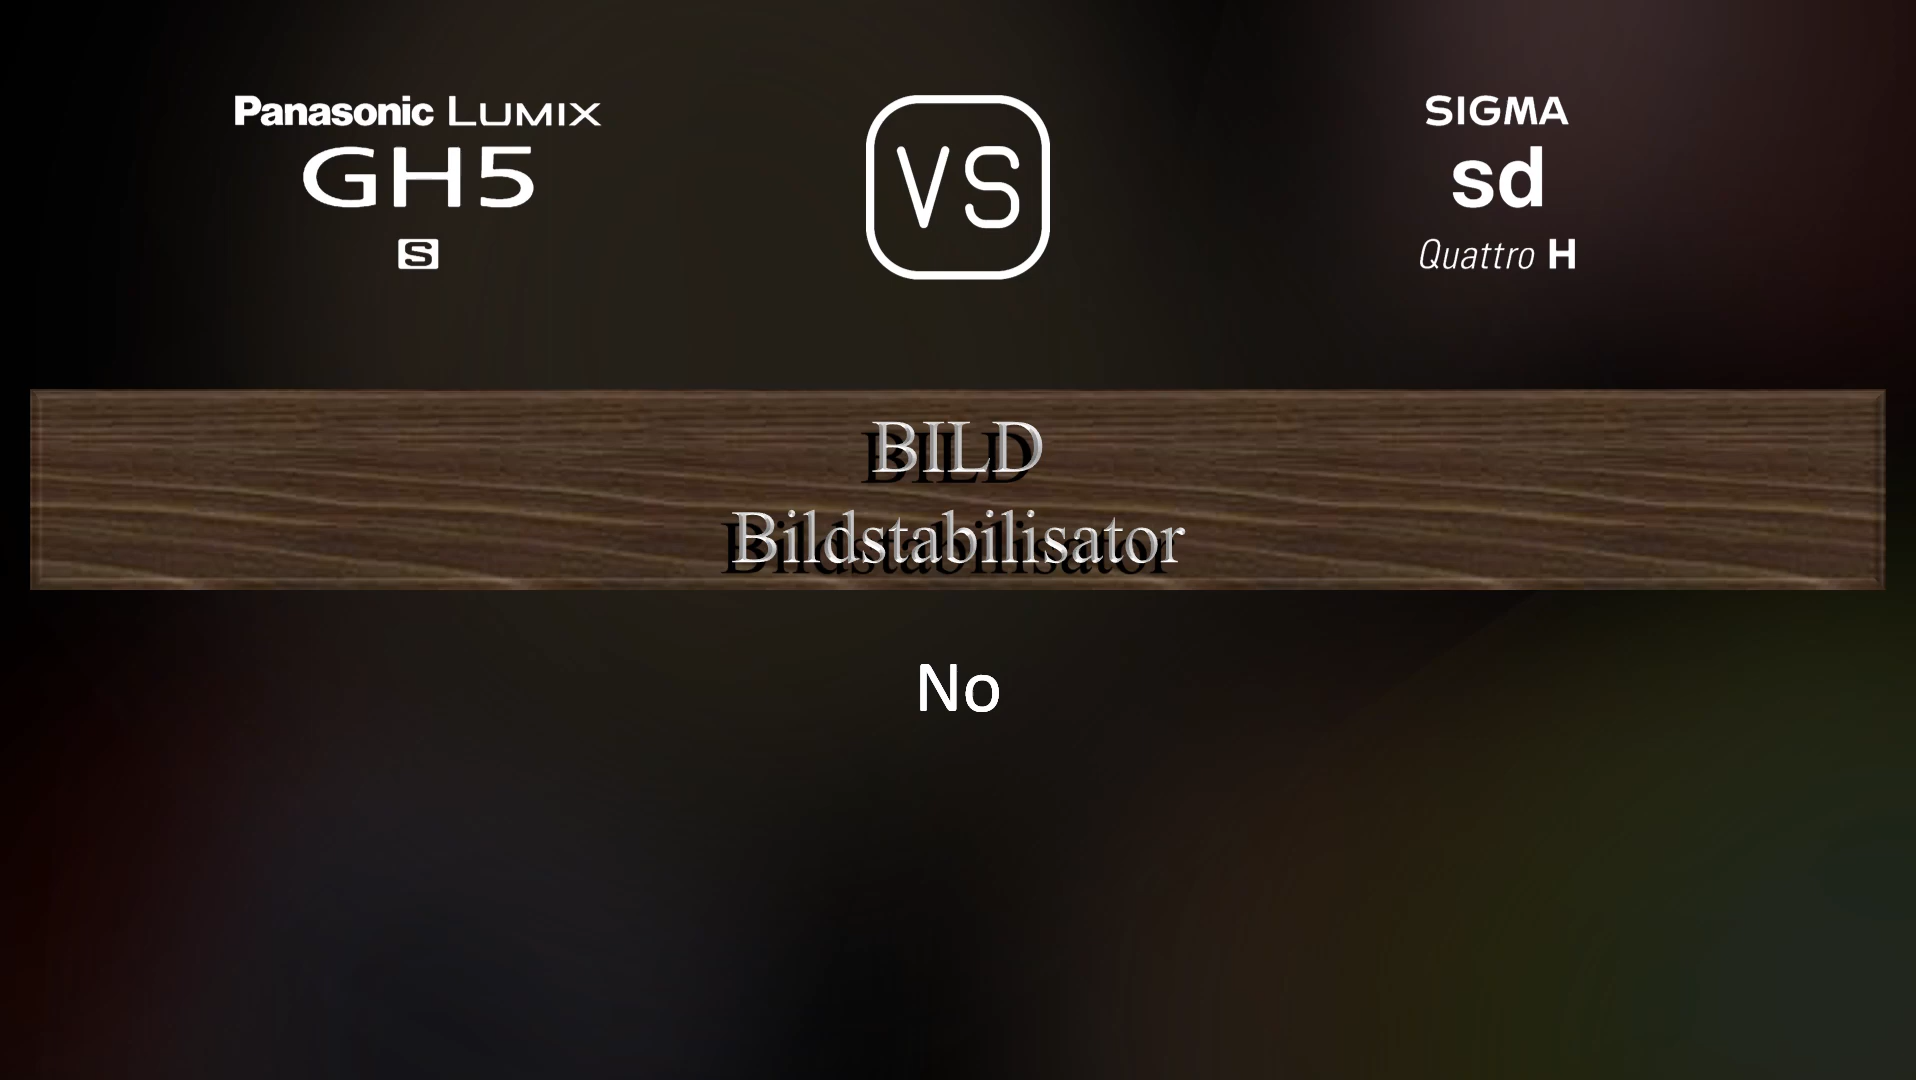 Panasonic LUMIX
GH5
S
VS
SIGMA
sd
Quattro H
BILD
Bildstabilisator
No